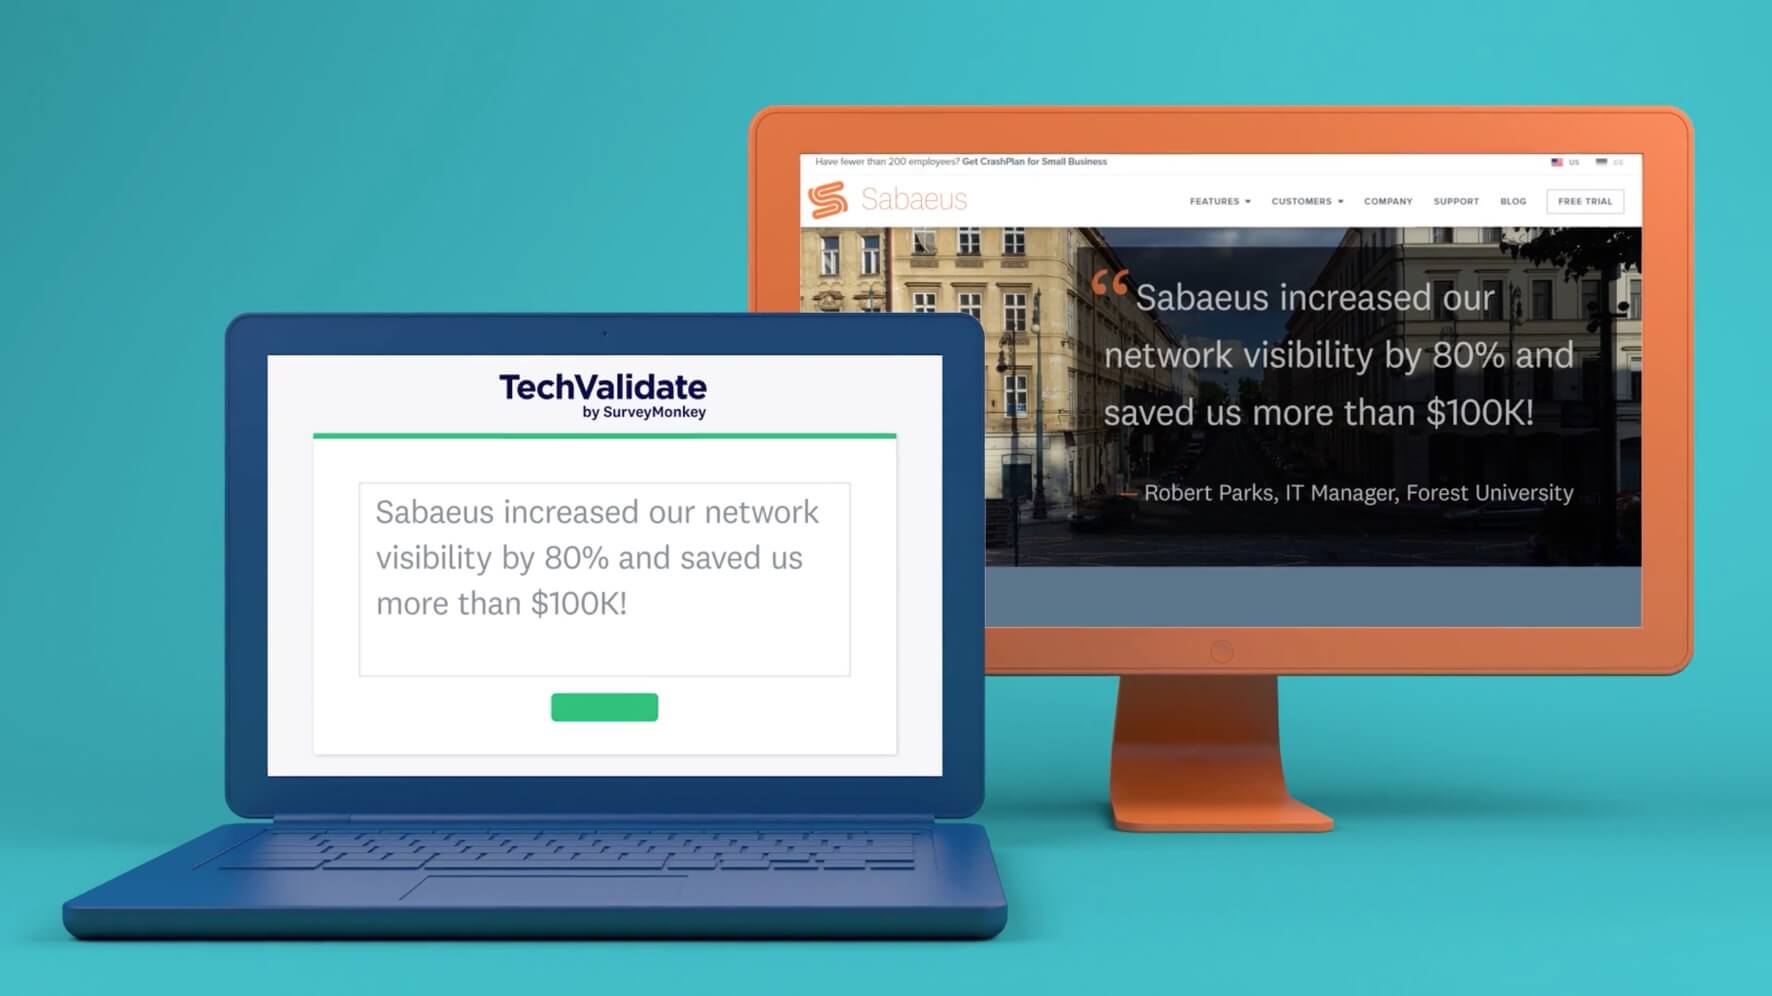 TechValidate
by SurveyMonkey
Sabaeus increased our network
visibility by 80% and saved us
more than $100K!
Have fewer than 200 employees? Get CrashPlan for Small Business
US DE
Sabaeus
FEATURES CUSTOMERS COMPANY SUPPORT BLOG FREE TRIAL
“Sabaeus increased our
network visibility by 80% and
saved us more than $100K!
— Robert Parks, IT Manager, Forest University